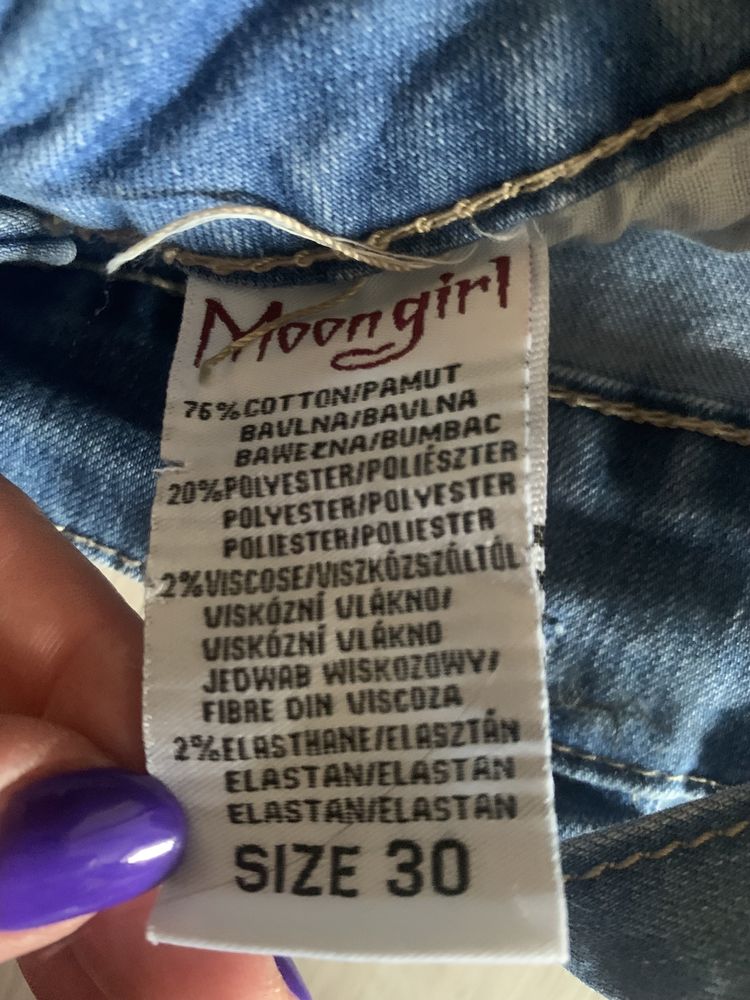 Moongirl
76%COTTON/PAMUT
BAVLNA/BAVLNA
BAWEŁNA/BUMBAC
20%POLYESTER/POLIÉSZTER
POLYESTER/POLYESTER
POLIESTER/POLIESTER
2%VISCOSE/VISZKÓZSZÁLTÓL
VISKÓZNÍ VLÁKNO/
VISKÓZNÍ VLÁKNO
JEDWAB WISKOZOWY/
FIBRE DIN VISCOZA
2%ELASTHANE/ELASZTÁN
ELASTAN/ELASTAN
ELASTAN/ELASTAN
SIZE 30